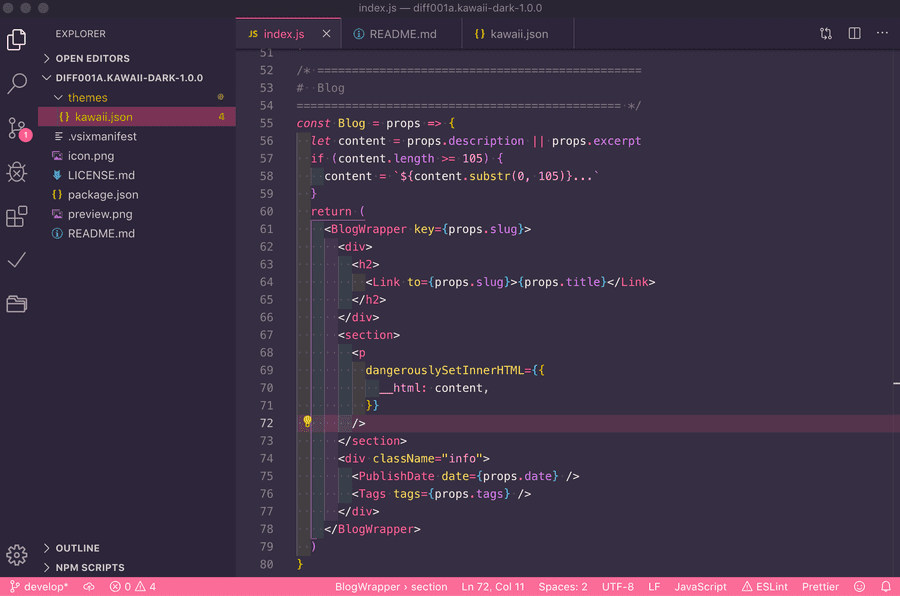 index.js — diff001a.kawaii-dark-1.0.0
EXPLORER
OPEN EDITORS
DIFF001A.KAWAII-DARK-1.0.0
themes
{} kawaii.json 4
.vsixmanifest
icon.png
LICENSE.md
{} package.json
preview.png
README.md
OUTLINE
NPM SCRIPTS
1
JS index.js
README.md
{} kawaii.json
51
52 /* ===============================================
53 #  Blog
54 =============================================== */
55 const Blog = props => {
56 let content = props.description || props.excerpt
57 if (content.length >= 105) {
58 content = `${content.substr(0, 105)}...`
59 }
60 return (
61 <BlogWrapper key={props.slug}>
62 <div>
63 <h2>
64 <Link to={props.slug}>{props.title}</Link>
65 </h2>
66 </div>
67 <section>
68 <p
69 dangerouslySetInnerHTML={{
70 __html: content,
71 }}
72 />
73 </section>
74 <div className="info">
75 <PublishDate date={props.date} />
76 <Tags tags={props.tags} />
77 </div>
78 </BlogWrapper>
79 )
80 }
develop* 0 4 BlogWrapper › section Ln 72, Col 11 Spaces: 2 UTF-8 LF JavaScript ESLint Prettier